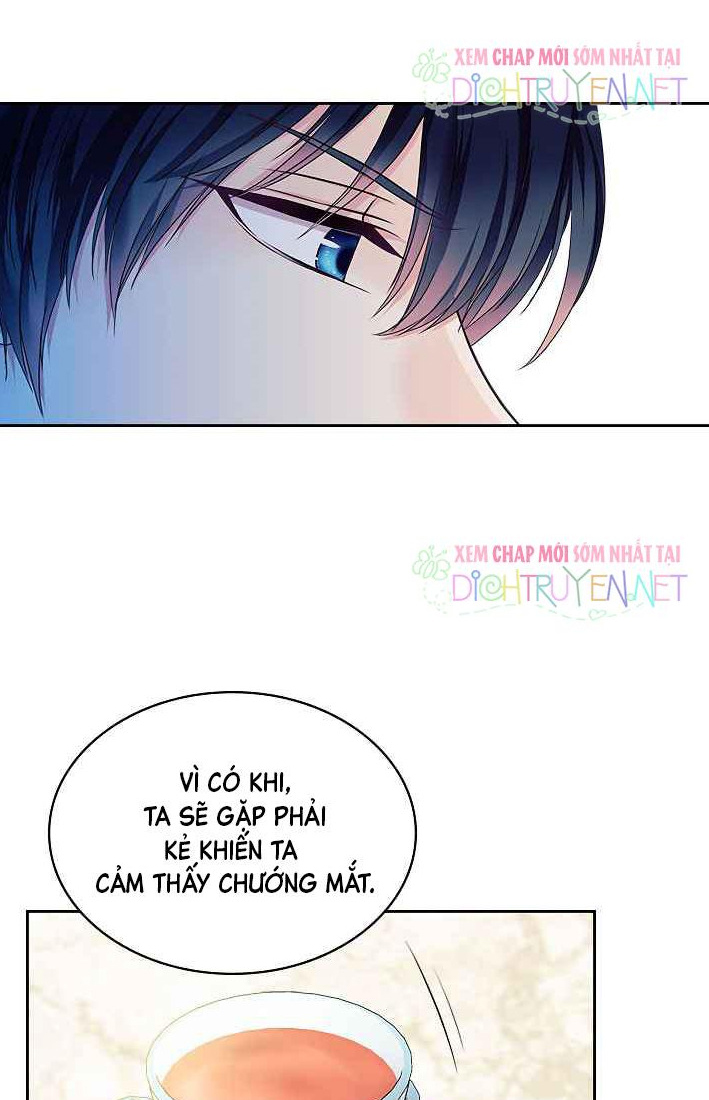 XEM CHAP MỚI SỚM NHẤT TẠI
DICHTRUYEN.NET
XEM CHAP MỚI SỚM NHẤT TẠI
DICHTRUYEN.NET
VÌ CÓ KHI,
TA SẼ GẶP PHẢI
KẺ KHIẾN TA
CẢM THẤY CHƯỚNG MẮT.